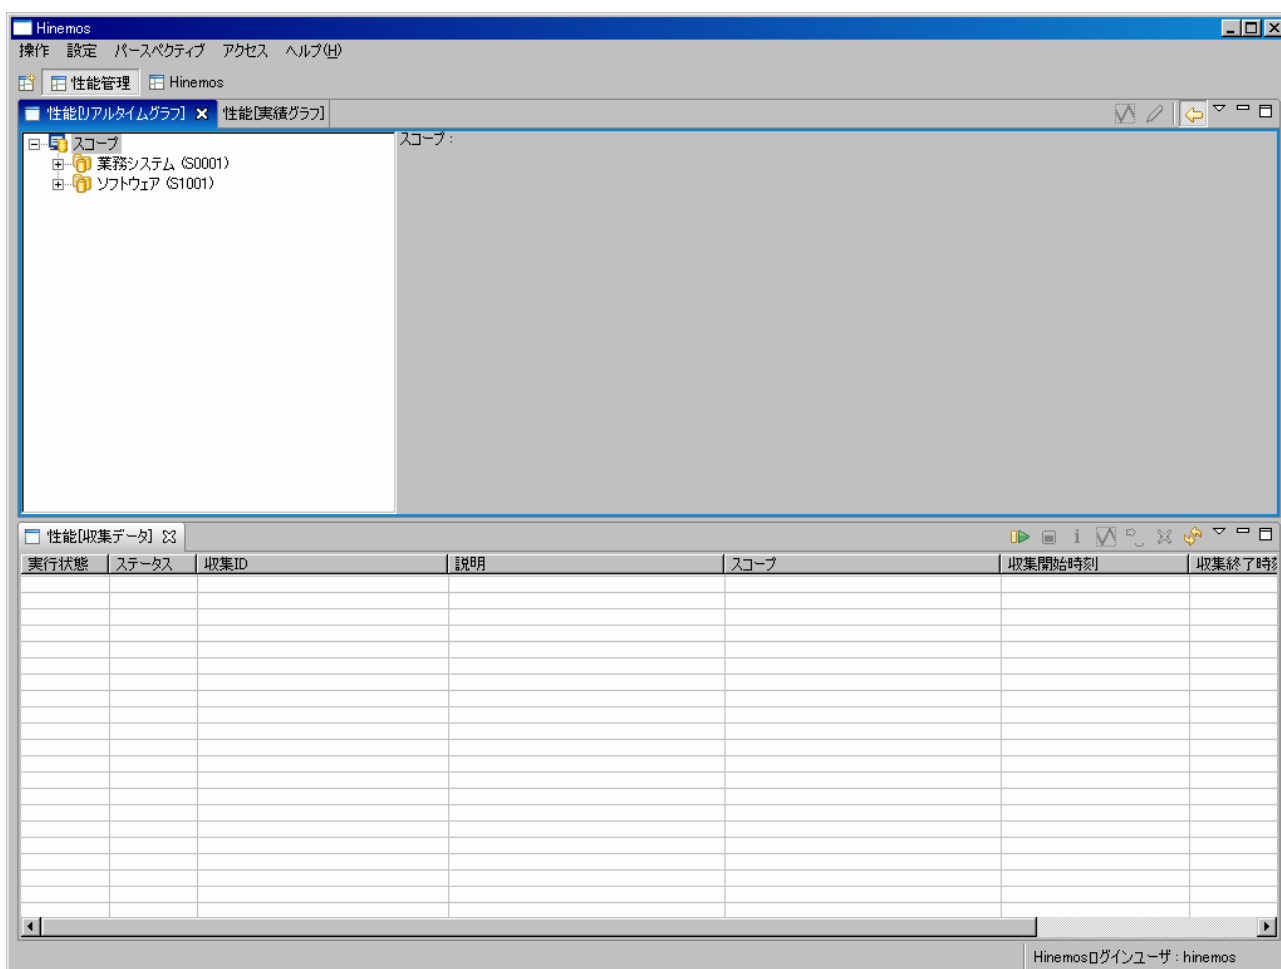 Hinemos
操作 設定 パースペクティブ アクセス ヘルプ(H)
性能管理 Hinemos
性能[リアルタイムグラフ] 性能[実績グラフ]
スコープ
スコープ :
業務システム (S0001)
ソフトウェア (S1001)
性能[収集データ]
実行状態 ステータス 収集ID 説明 スコープ 収集開始時刻 収集終了時
Hinemosログインユーザ : hinemos